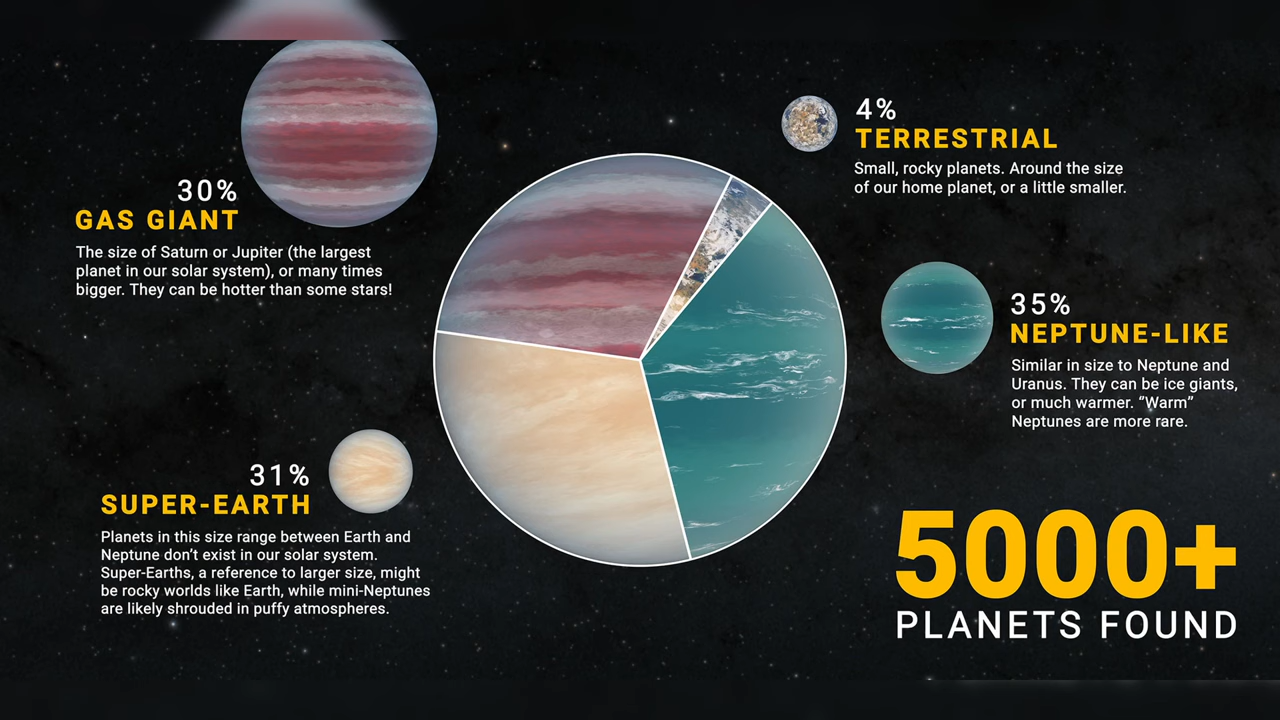 30%
GAS GIANT
The size of Saturn or Jupiter (the largest
planet in our solar system), or many times
bigger. They can be hotter than some stars!
4%
TERRESTRIAL
Small, rocky planets. Around the size
of our home planet, or a little smaller.
35%
NEPTUNE-LIKE
Similar in size to Neptune and
Uranus. They can be ice giants,
or much warmer. “Warm”
Neptunes are more rare.
31%
SUPER-EARTH
Planets in this size range between Earth and
Neptune don’t exist in our solar system.
Super-Earths, a reference to larger size, might
be rocky worlds like Earth, while mini-Neptunes
are likely shrouded in puffy atmospheres.
5000+
PLANETS FOUND